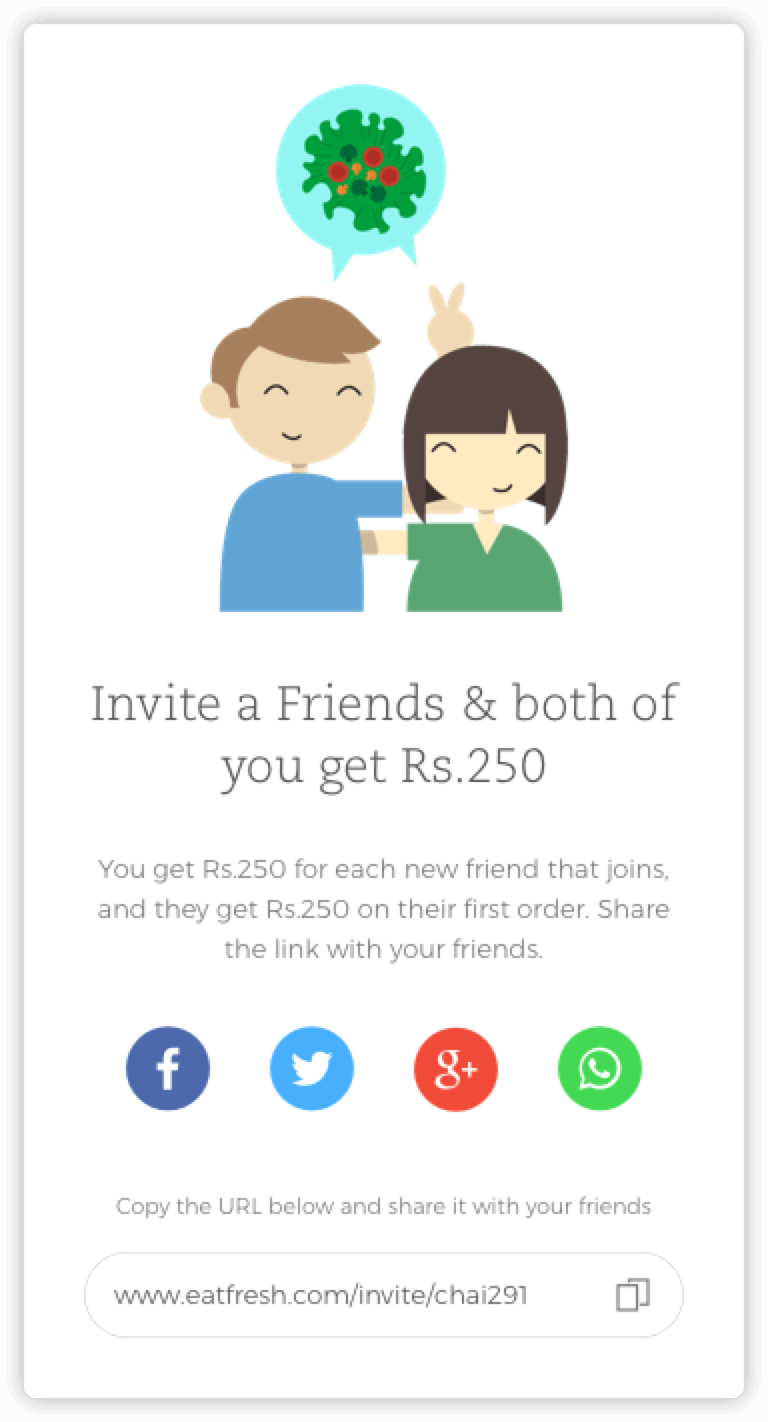 Invite a Friends & both of
you get Rs.250
You get Rs.250 for each new friend that joins,
and they get Rs.250 on their first order. Share
the link with your friends.
f
g+
Copy the URL below and share it with your friends
www.eatfresh.com/invite/chai291